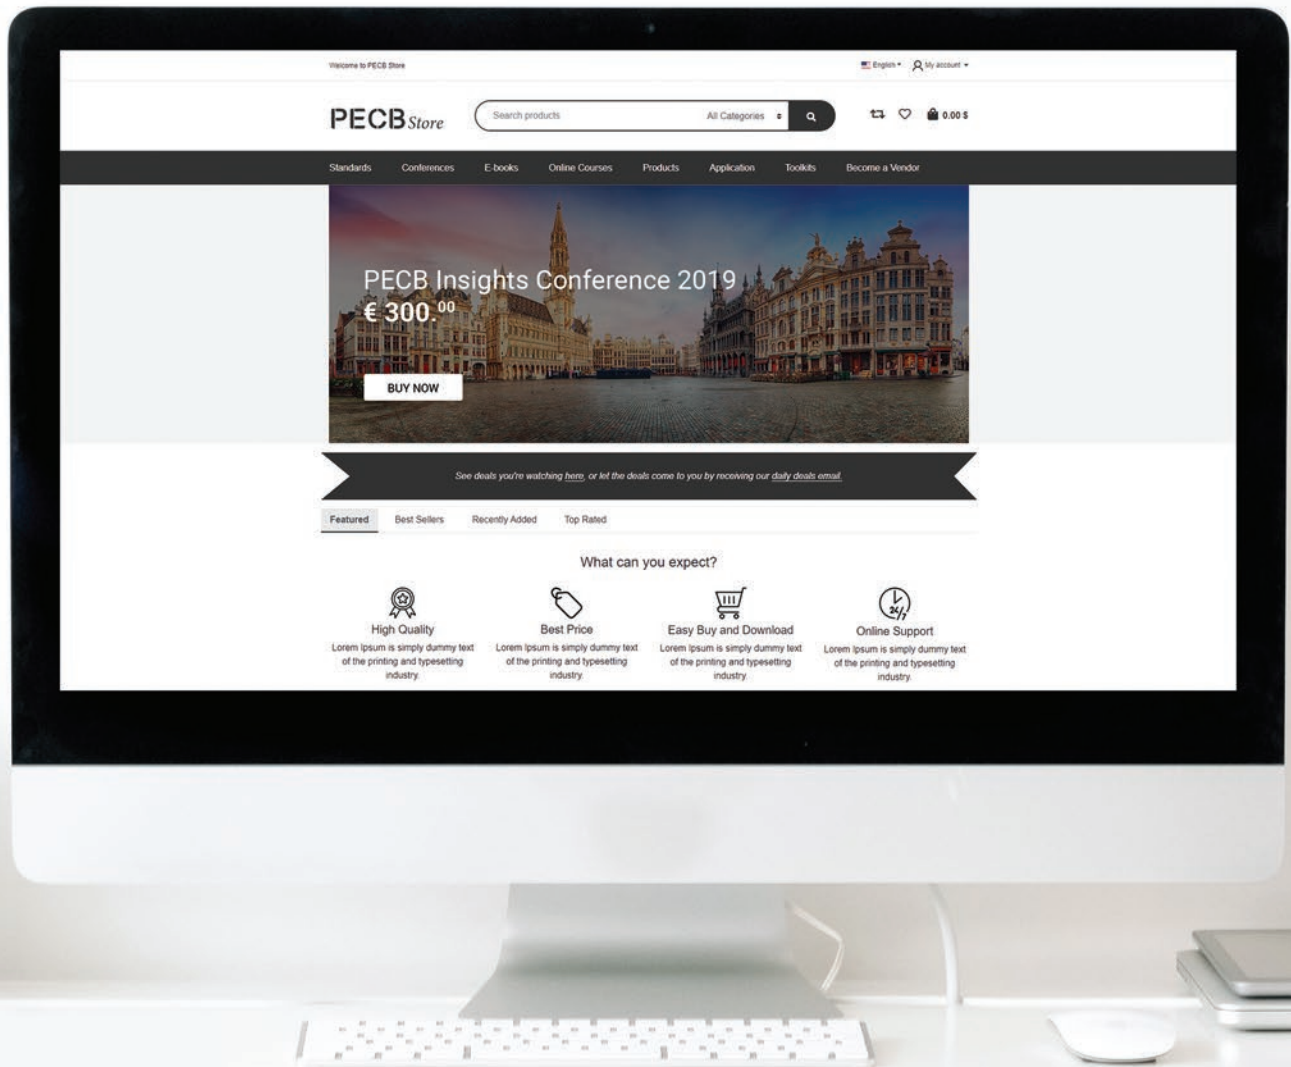 Welcome to PECB Store
English
My account
PECB Store
Search products
All Categories
0.00 $
Standards Conferences E-books Online Courses Products Application Toolkits Become a Vendor
PECB Insights Conference 2019
€ 300.00
BUY NOW
See deals you're watching here, or let the deals come to you by receiving our daily deals email.
Featured Best Sellers Recently Added Top Rated
What can you expect?
High Quality
Lorem Ipsum is simply dummy text
of the printing and typesetting
industry.
Best Price
Lorem Ipsum is simply dummy text
of the printing and typesetting
industry.
Easy Buy and Download
Lorem Ipsum is simply dummy text
of the printing and typesetting
industry.
24/7
Online Support
Lorem Ipsum is simply dummy text
of the printing and typesetting
industry.